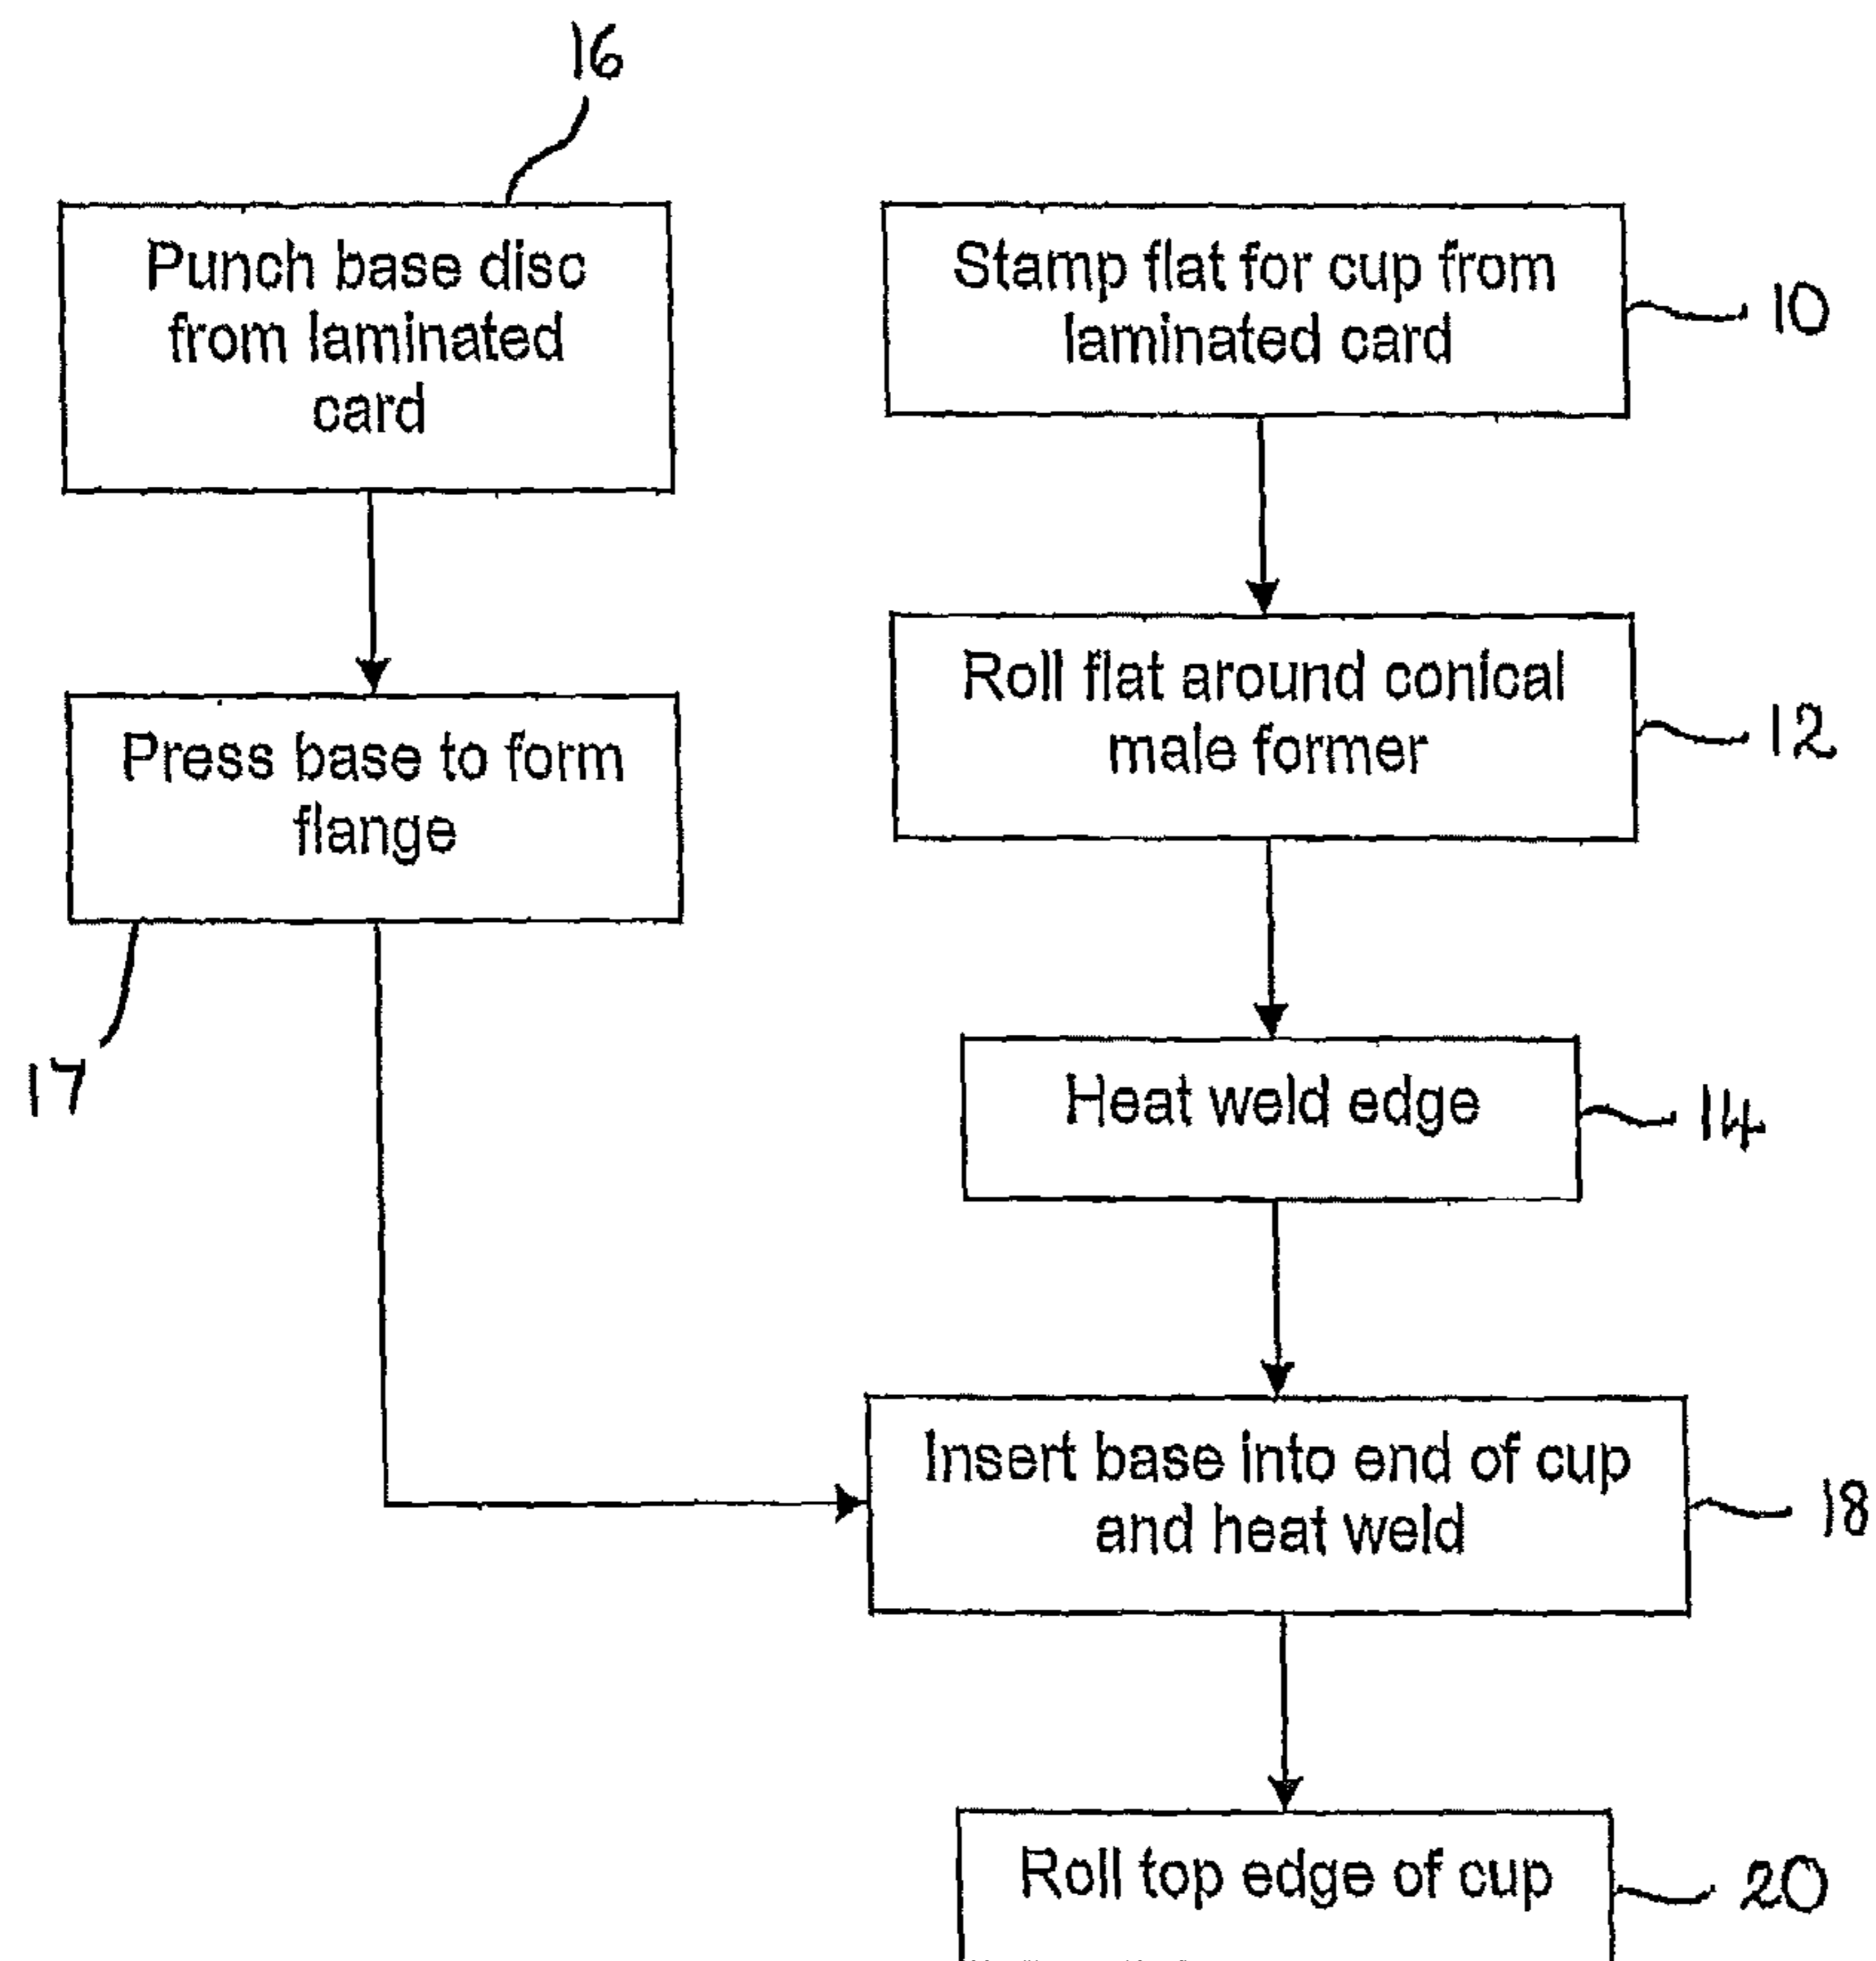 16
Punch base disc
from laminated
card
Stamp flat for cup from
laminated card
10
Roll flat around conical
male former
12
Press base to form
flange
17
Heat weld edge
14
Insert base into end of cup
and heat weld
18
Roll top edge of cup
20